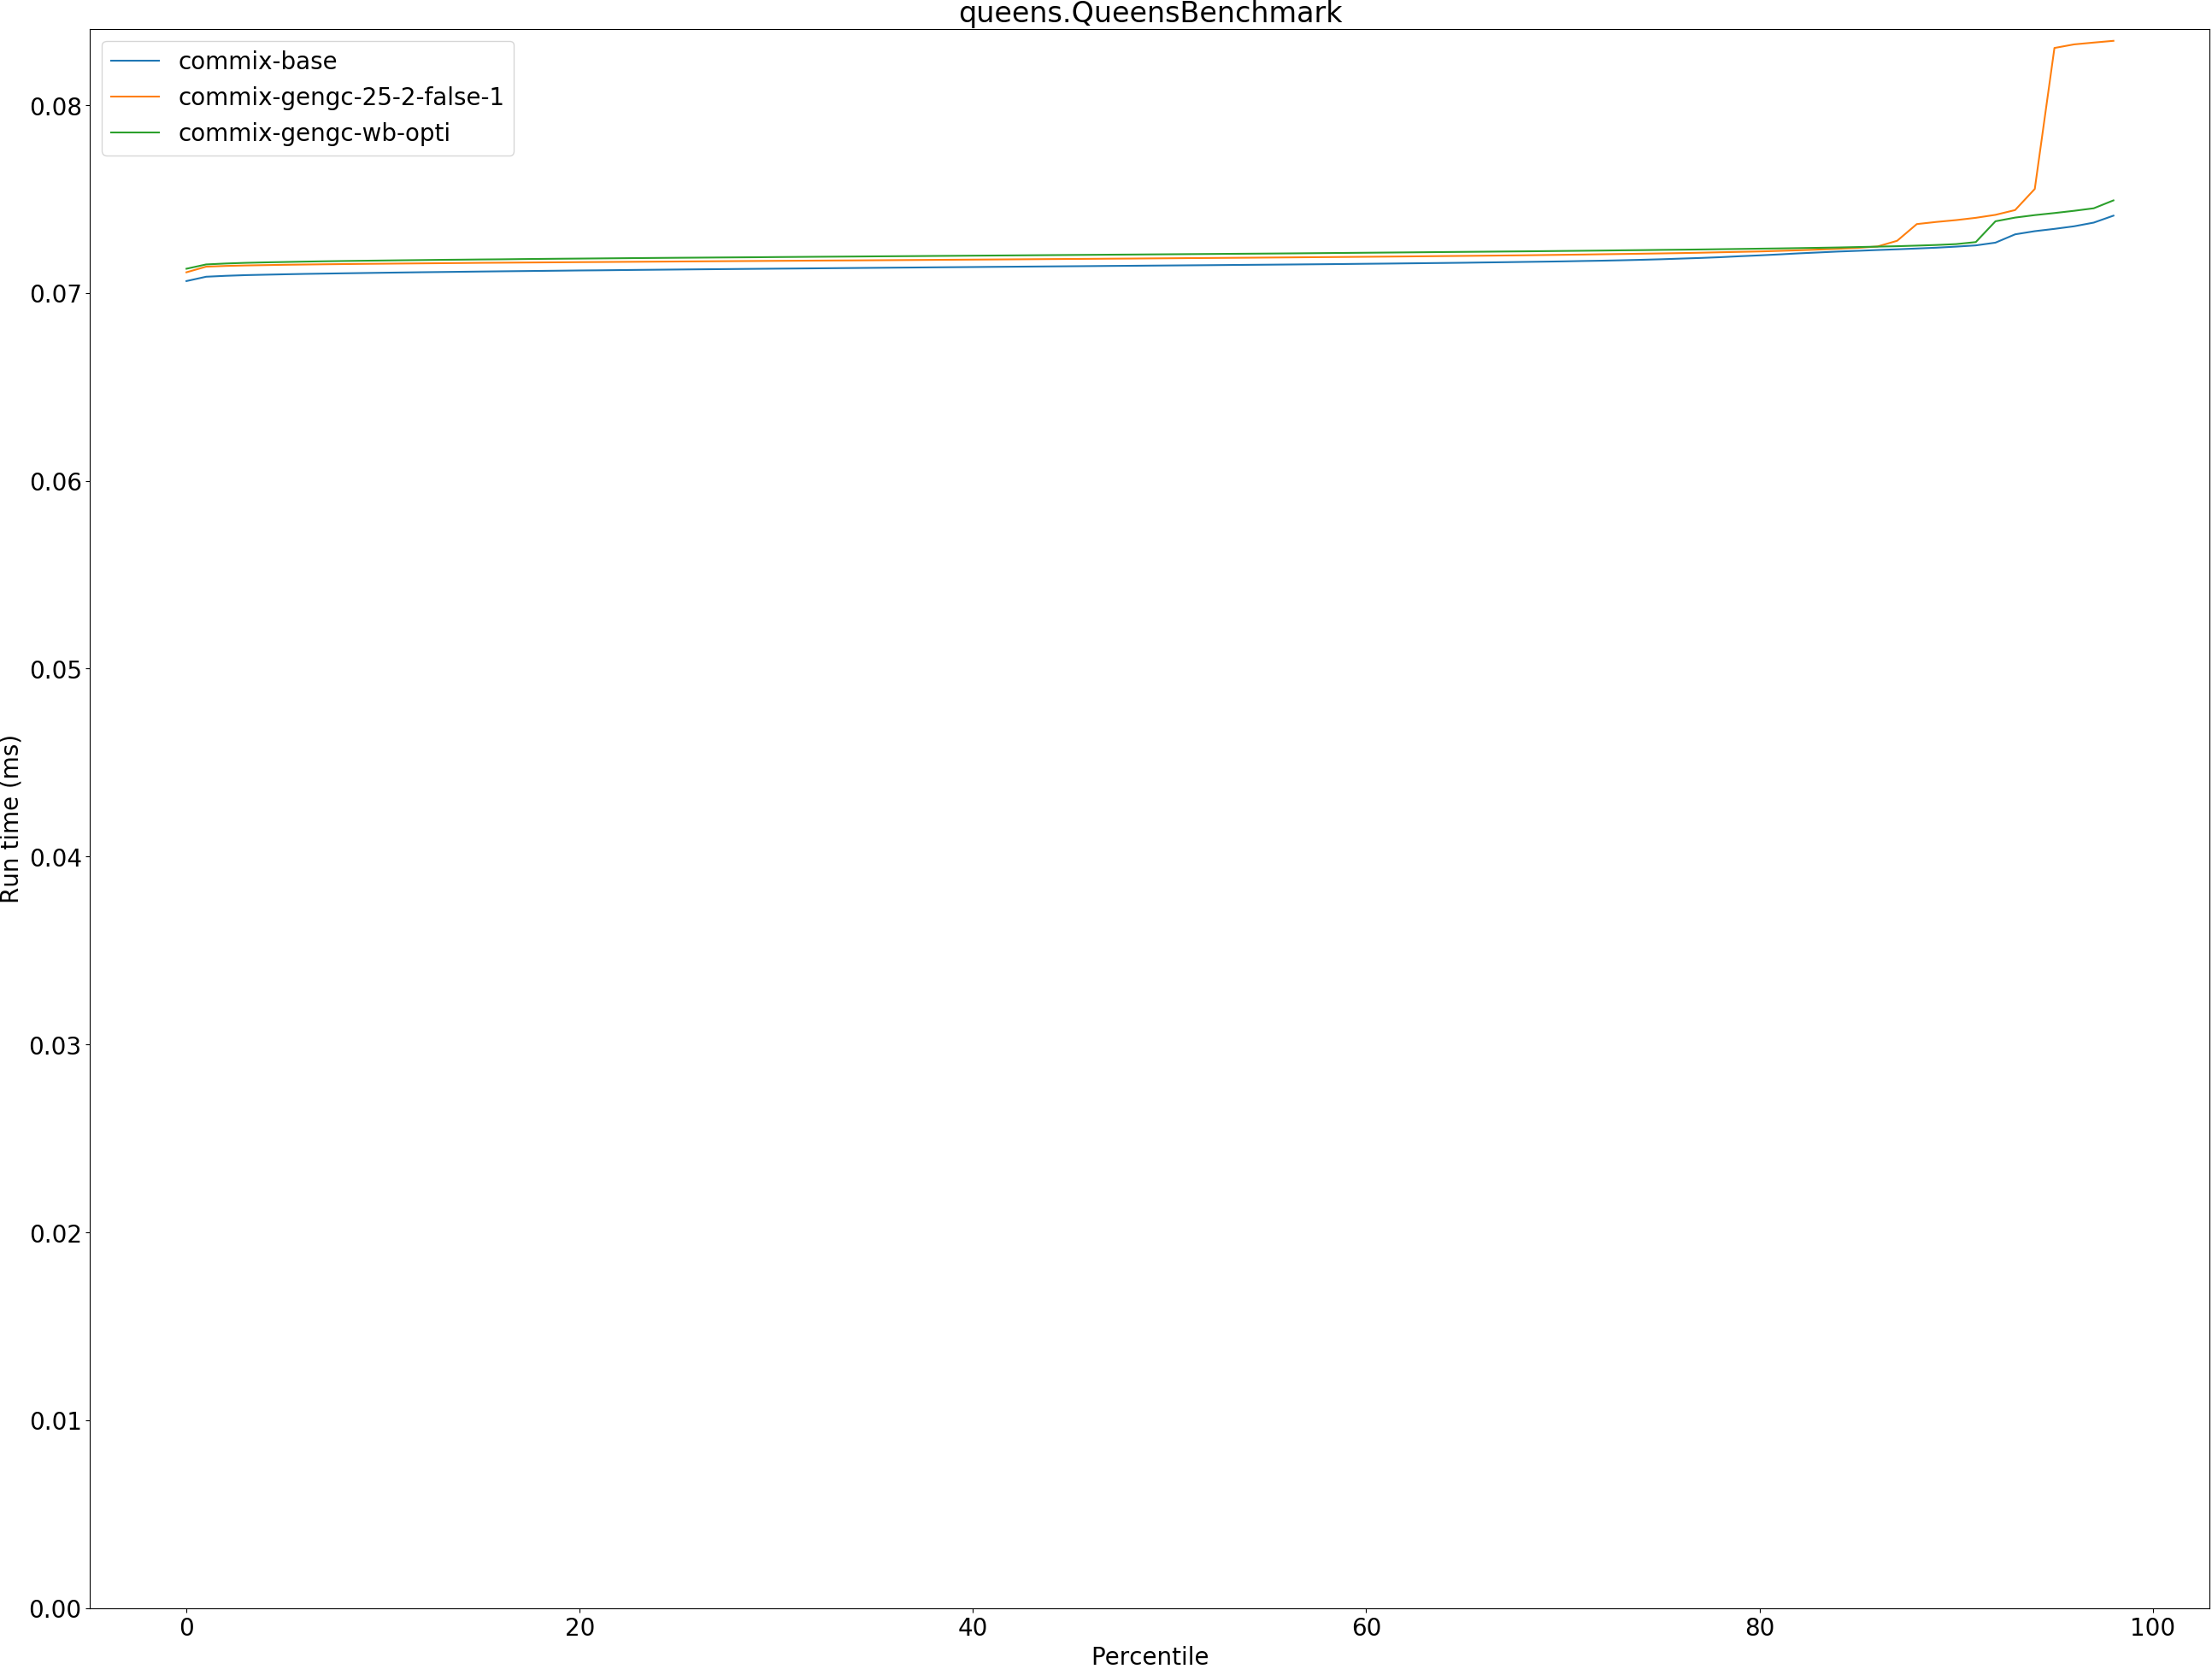 queens.QueensBenchmark
commix-base
commix-gengc-25-2-false-1
commix-gengc-wb-opti
0.08
0.07
0.06
0.05
0.04
0.03
0.02
0.01
0.00
Run time (ms)
0 20 40 60 80 100
Percentile